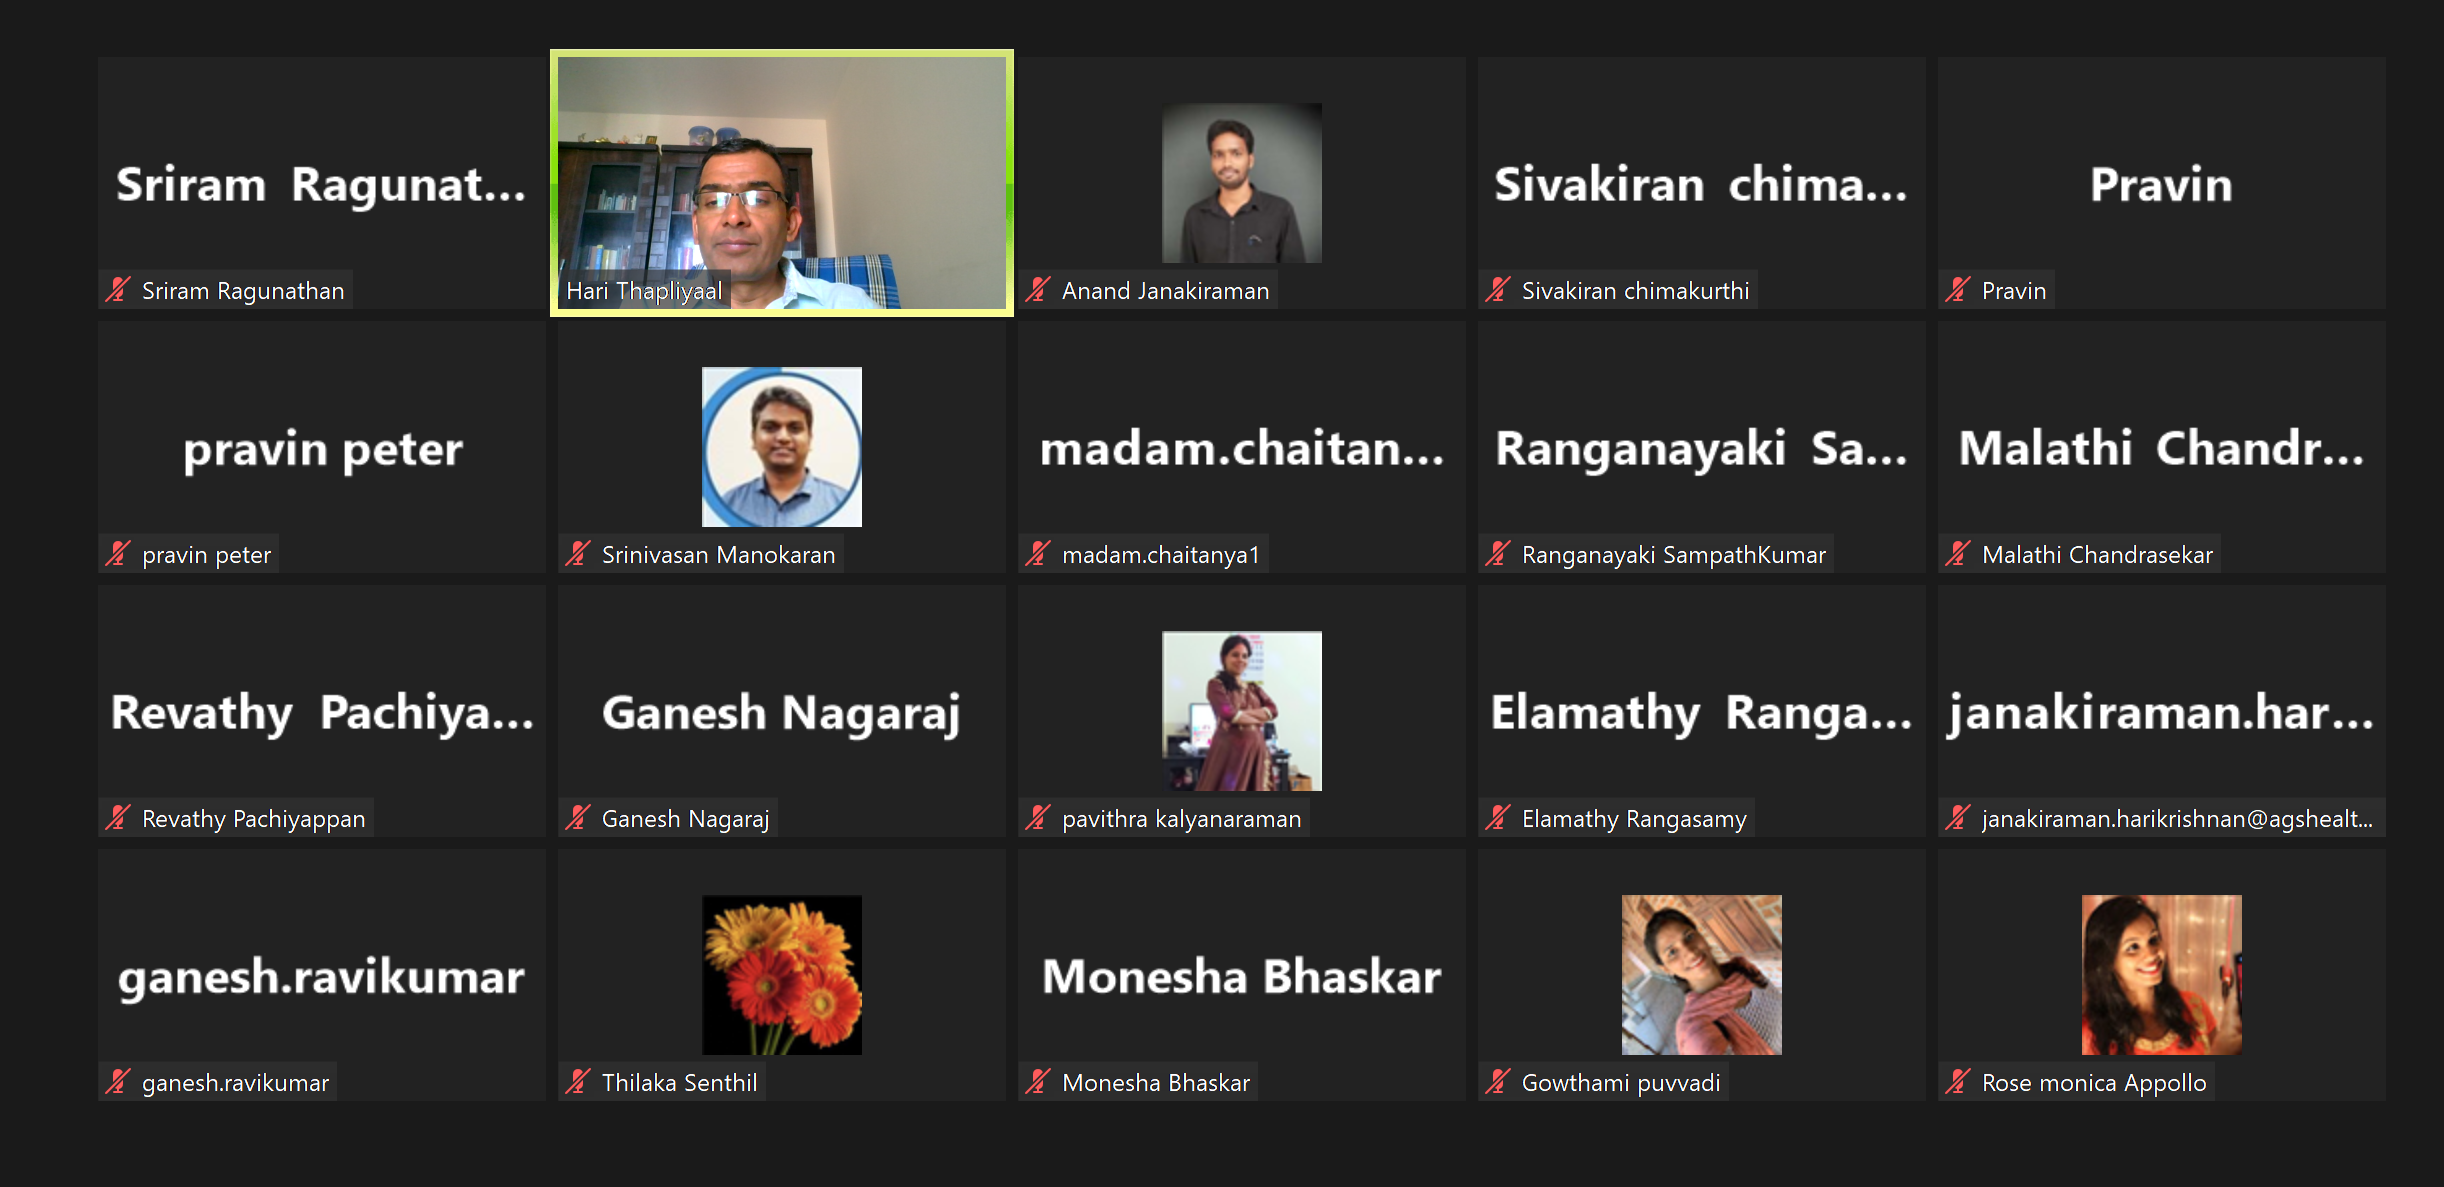 Sriram Ragunat...
Sriram Ragunathan
Hari Thapliyaal
Anand Janakiraman
Sivakiran chima...
Sivakiran chimakurthi
Pravin
Pravin
pravin peter
pravin peter
Srinivasan Manokaran
madam.chaitan...
madam.chaitanya1
Ranganayaki Sa...
Ranganayaki SampathKumar
Malathi Chandr...
Malathi Chandrasekar
Revathy Pachiya...
Revathy Pachiyappan
Ganesh Nagaraj
Ganesh Nagaraj
pavithra kalyanaraman
Elamathy Ranga...
Elamathy Rangasamy
janakiraman.har...
janakiraman.harikrishnan@agshealt...
ganesh.ravikumar
ganesh.ravikumar
Thilaka Senthil
Monesha Bhaskar
Monesha Bhaskar
Gowthami puvvadi
Rose monica Appollo